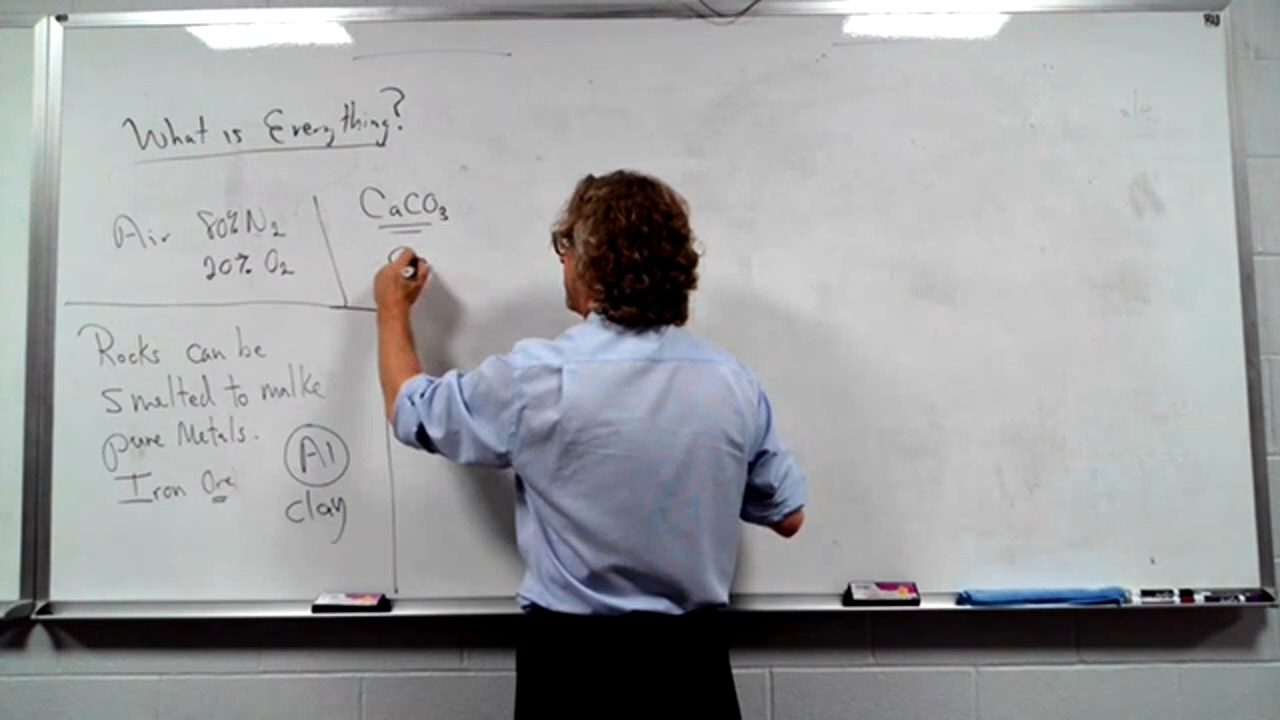 What is Everything?
Air 80% N₂
20% O₂
CaCO₃
Rocks can be
smelted to malke
pure Metals.
Iron Ore
Al
clay